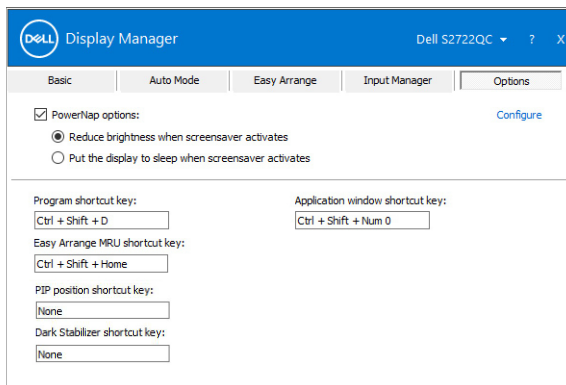 DELL Display Manager Dell S2722QC ? X
Basic Auto Mode Easy Arrange Input Manager Options
PowerNap options: Configure
Reduce brightness when screensaver activates
Put the display to sleep when screensaver activates
Program shortcut key: Application window shortcut key:
Ctrl + Shift + D Ctrl + Shift + Num 0
Easy Arrange MRU shortcut key:
Ctrl + Shift + Home
PIP position shortcut key:
None
Dark Stabilizer shortcut key:
None